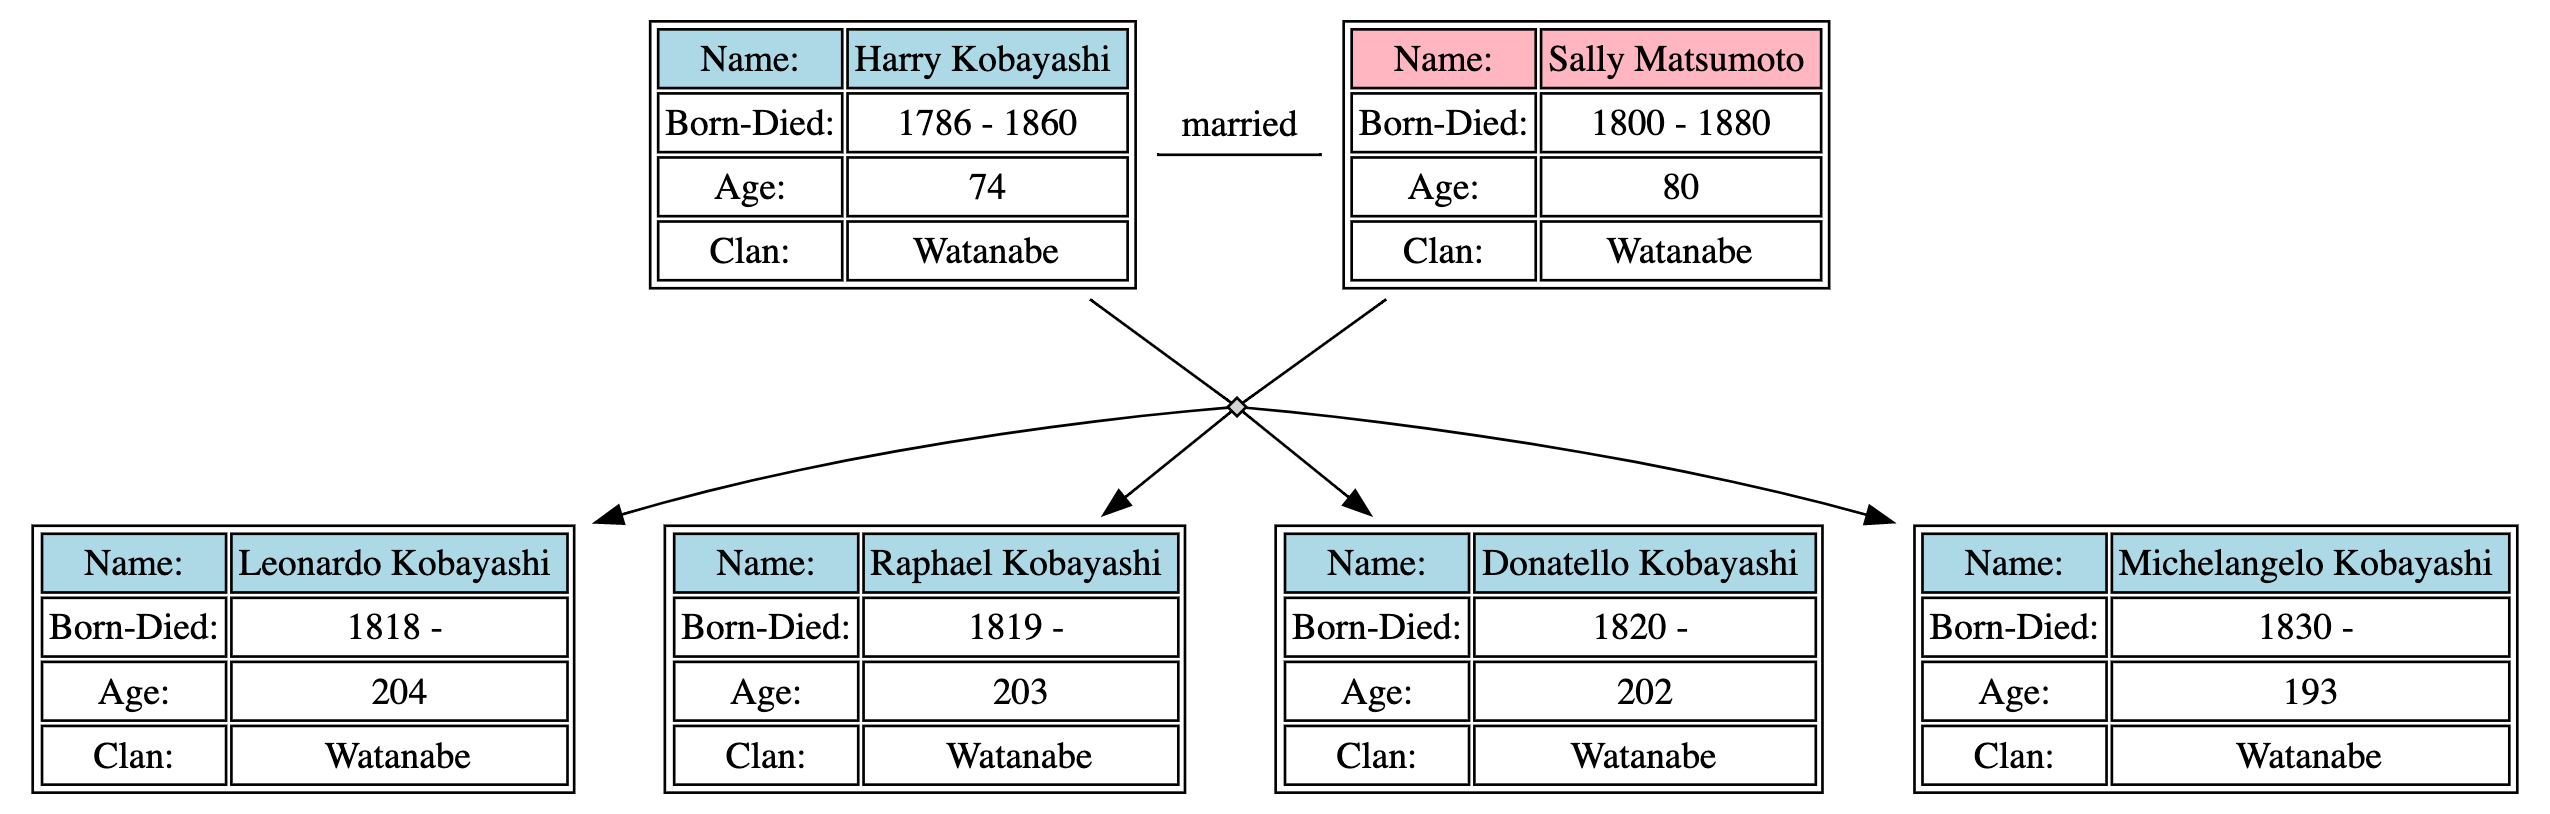 Name: Harry Kobayashi
Born-Died: 1786 - 1860
Age: 74
Clan: Watanabe
married
Name: Sally Matsumoto
Born-Died: 1800 - 1880
Age: 80
Clan: Watanabe
Name: Leonardo Kobayashi
Born-Died: 1818 -
Age: 204
Clan: Watanabe
Name: Raphael Kobayashi
Born-Died: 1819 -
Age: 203
Clan: Watanabe
Name: Donatello Kobayashi
Born-Died: 1820 -
Age: 202
Clan: Watanabe
Name: Michelangelo Kobayashi
Born-Died: 1830 -
Age: 193
Clan: Watanabe